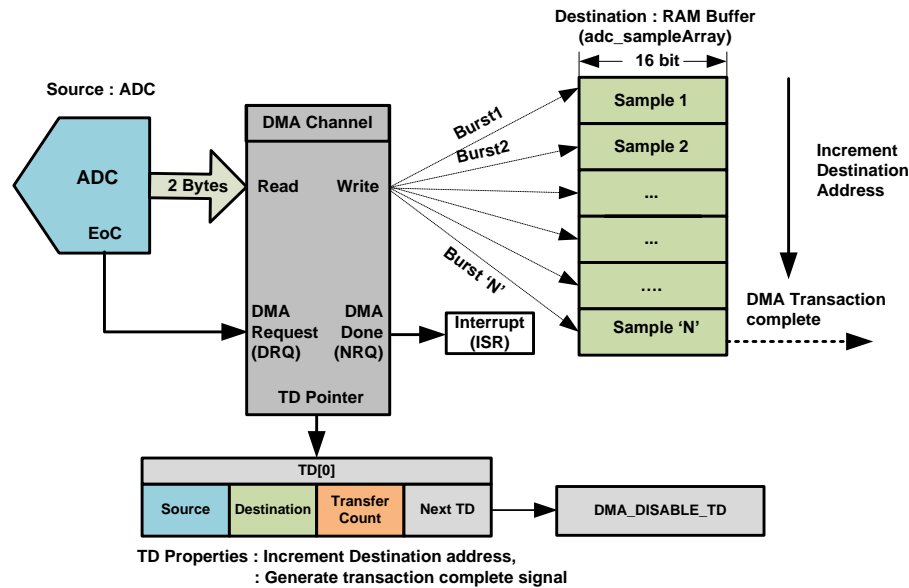 Destination : RAM Buffer
(adc_sampleArray)
16 bit
Source : ADC
DMA Channel
ADC
2 Bytes
Read
Write
EoC
Burst1
Burst2
Burst 'N'
Sample 1
Sample 2
...
...
....
Sample 'N'
Increment
Destination
Address
DMA Transaction
complete
DMA
Request
(DRQ)
DMA
Done
(NRQ)
Interrupt
(ISR)
TD Pointer
TD[0]
Source
Destination
Transfer
Count
Next TD
DMA_DISABLE_TD
TD Properties : Increment Destination address,
: Generate transaction complete signal